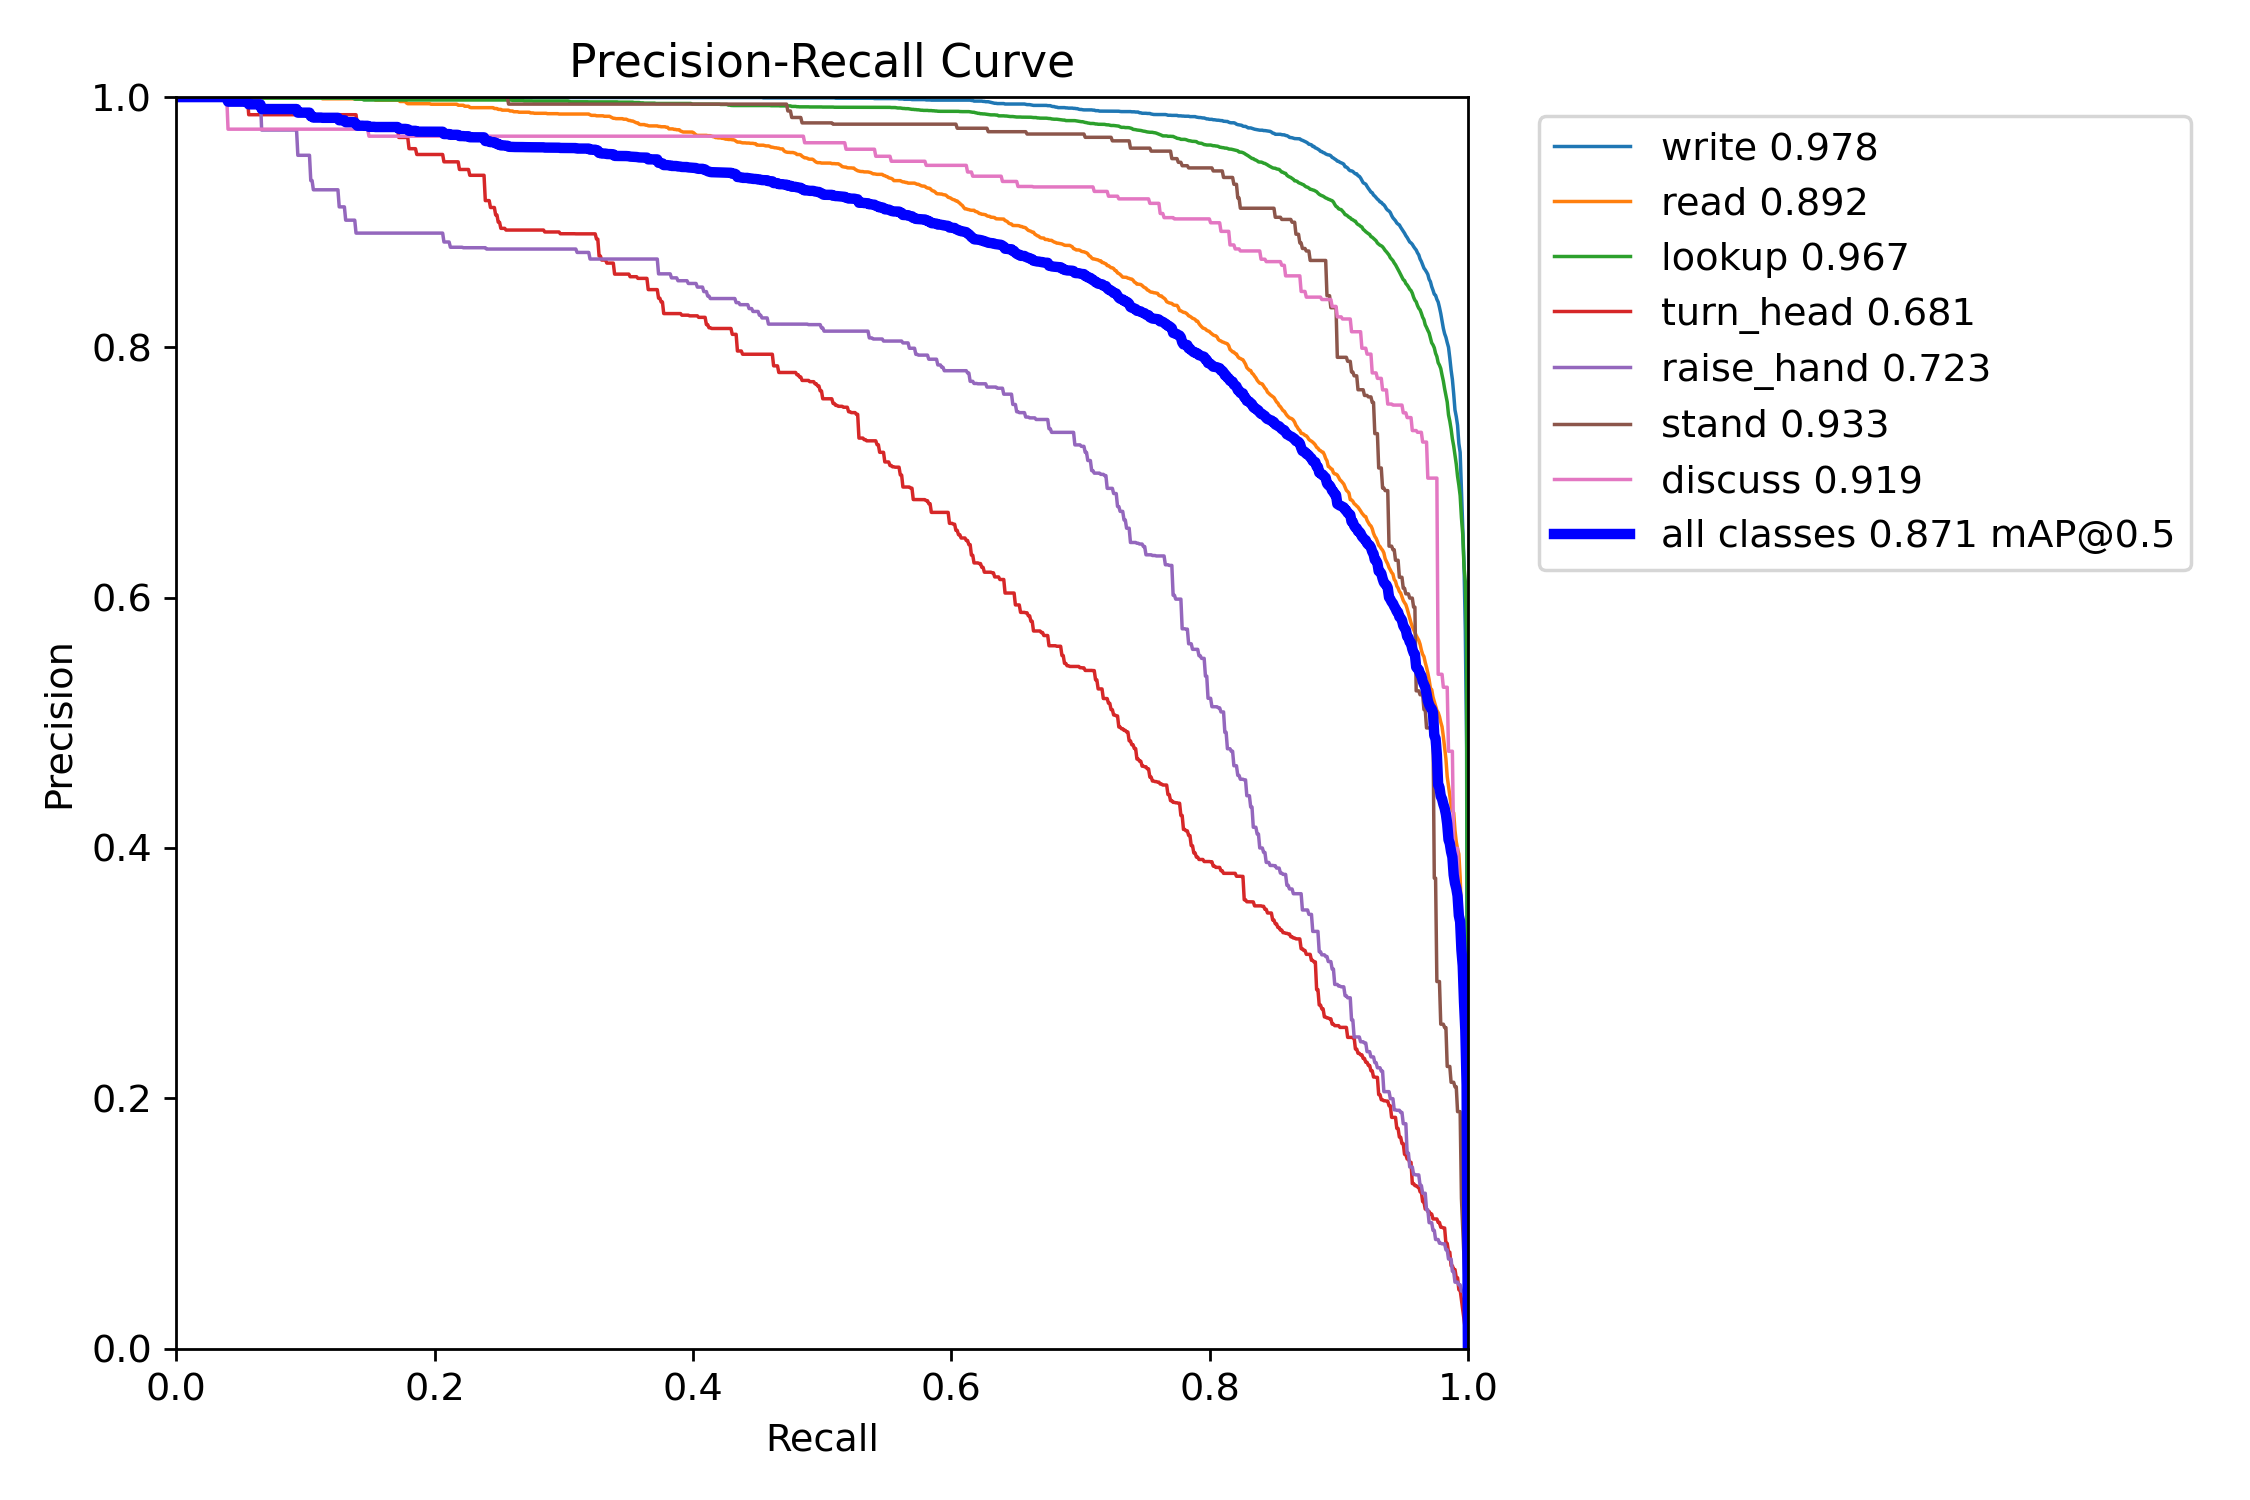 Precision-Recall Curve
1.0
0.8
0.6
0.4
0.2
0.0
Precision
0.0 0.2 0.4 0.6 0.8 1.0
Recall
write 0.978
read 0.892
lookup 0.967
turn_head 0.681
raise_hand 0.723
stand 0.933
discuss 0.919
all classes 0.871 mAP@0.5